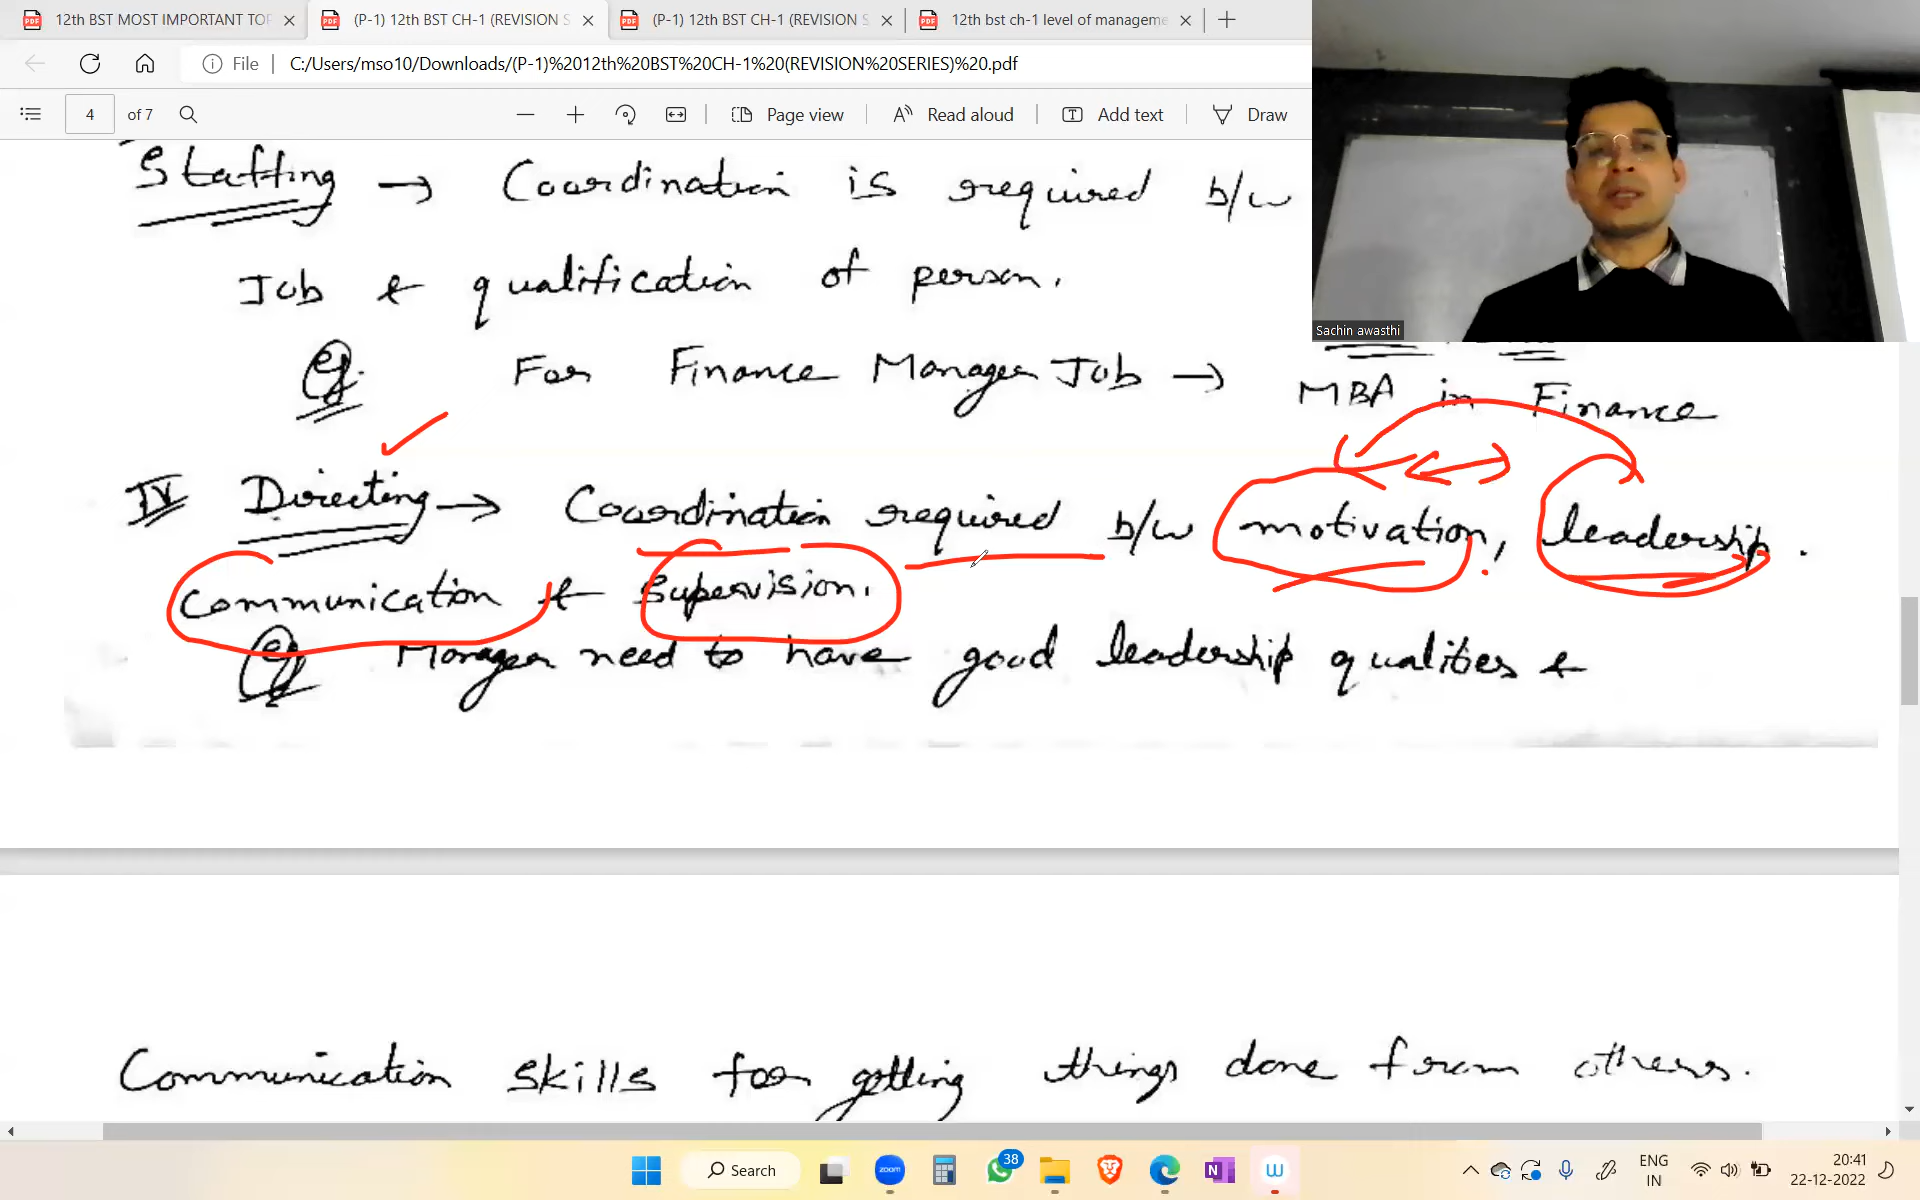 12th BST MOST IMPORTANT TOP
(P-1) 12th BST CH-1 (REVISION S
(P-1) 12th BST CH-1 (REVISION S
12th bst ch-1 level of manageme
File C:/Users/mso10/Downloads/(P-1)%2012th%20BST%20CH-1%20(REVISION%20SERIES)%20.pdf
4 of 7 Page view Read aloud Add text Draw
Staffing → Coordination is required b/w
Sachin awasthi
Job & qualification of person.
eg. For Finance Manager Job → MBA in Finance
IV Directing → Coordination required b/w motivation, leadership.
communication & supervision.
eg Manager need to have good leadership qualities &
Communication skills for getting things done from others.
zoom
38
Search
N
W
ENG
IN
20:41
22-12-2022